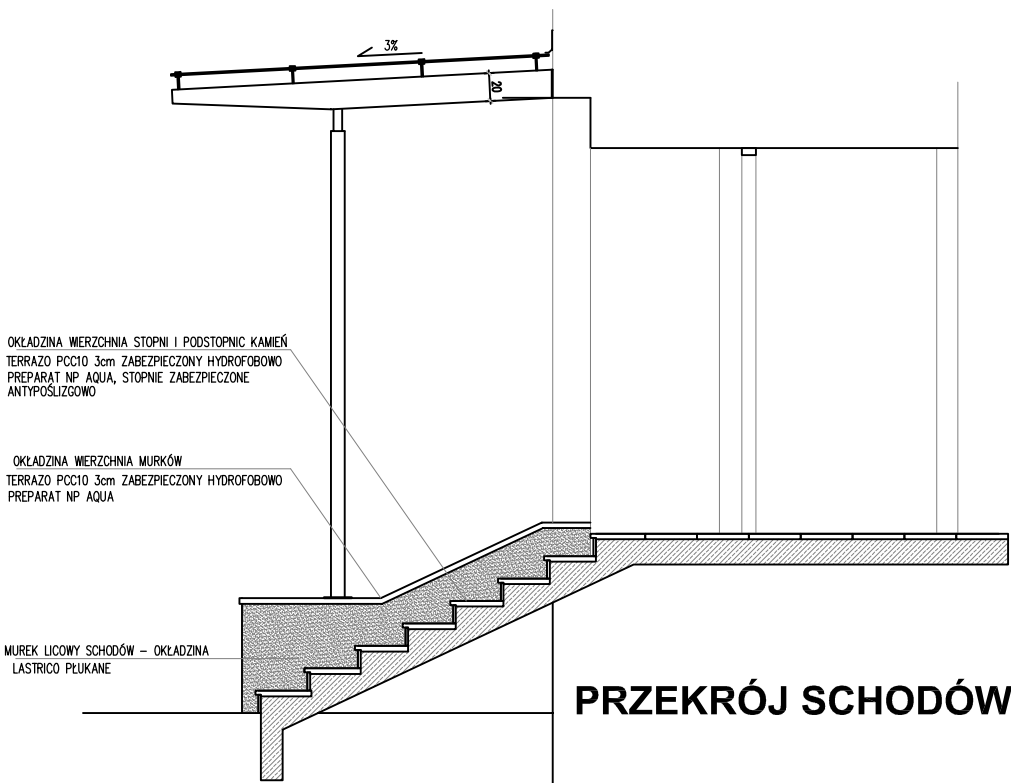 3%
20
OKŁADZINA WIERZCHNIA STOPNI I PODSTOPNIC KAMIEŃ
TERRAZO PCC10 3cm ZABEZPIECZONY HYDROFOBOWO
PREPARAT NP AQUA, STOPNIE ZABEZPIECZONE
ANTYPOŚLIZGOWO
OKŁADZINA WIERZCHNIA MURKÓW
TERRAZO PCC10 3cm ZABEZPIECZONY HYDROFOBOWO
PREPARAT NP AQUA
MUREK LICOWY SCHODÓW – OKŁADZINA
LASTRICO PŁUKANE
PRZEKRÓJ SCHODÓW